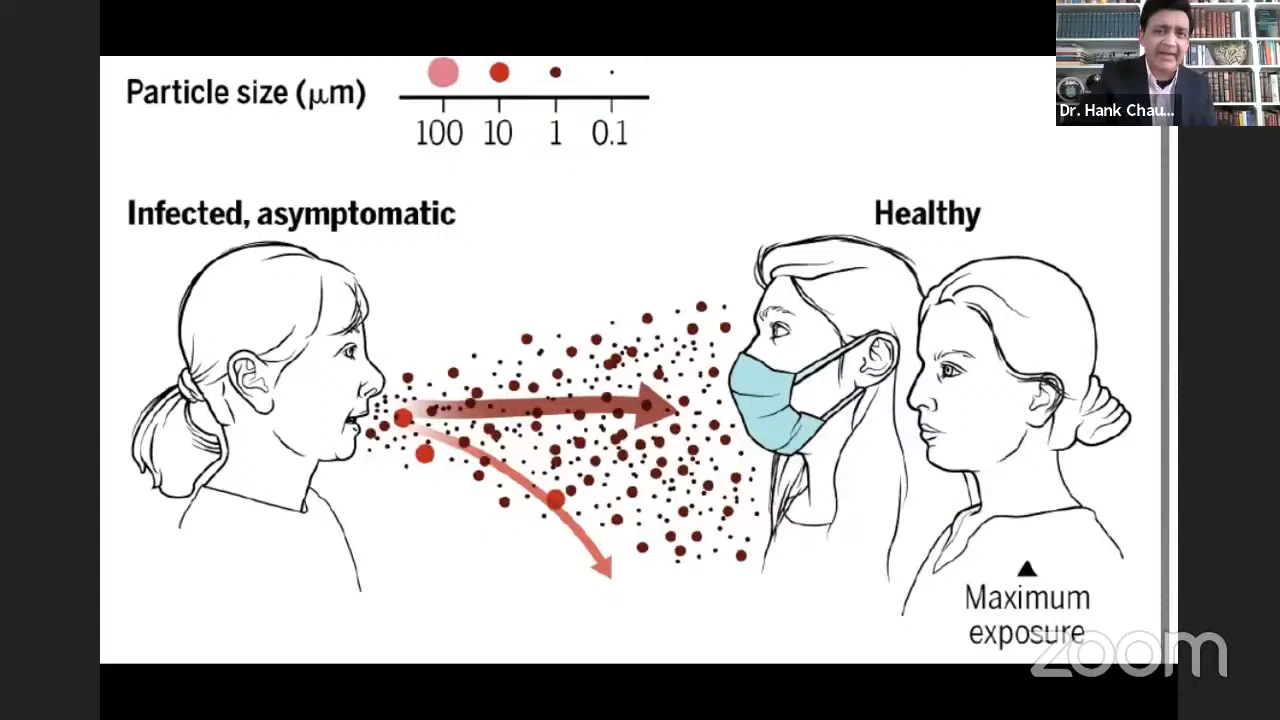 Dr. Hank Chau...
Particle size (μm)
100 10 1 0.1
Infected, asymptomatic
Healthy
Maximum
exposure
zoom